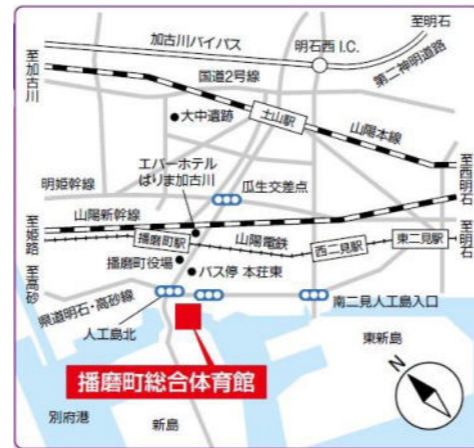 至明石
加古川バイパス
明石西I.C.
第二神明道路
至加古川
国道2号線
大中遺跡
土山駅
山陽本線
エバーホテル
はりま加古川
瓜生交差点
明姫幹線
至西明石
山陽新幹線
至姫路
播磨町駅
山陽電鉄
西二見駅
東二見駅
至明石
播磨町役場
バス停 本荘東
至高砂
県道明石・高砂線
人工島北
南二見人工島入口
東新島
播磨町総合体育館
N
別府港
新島